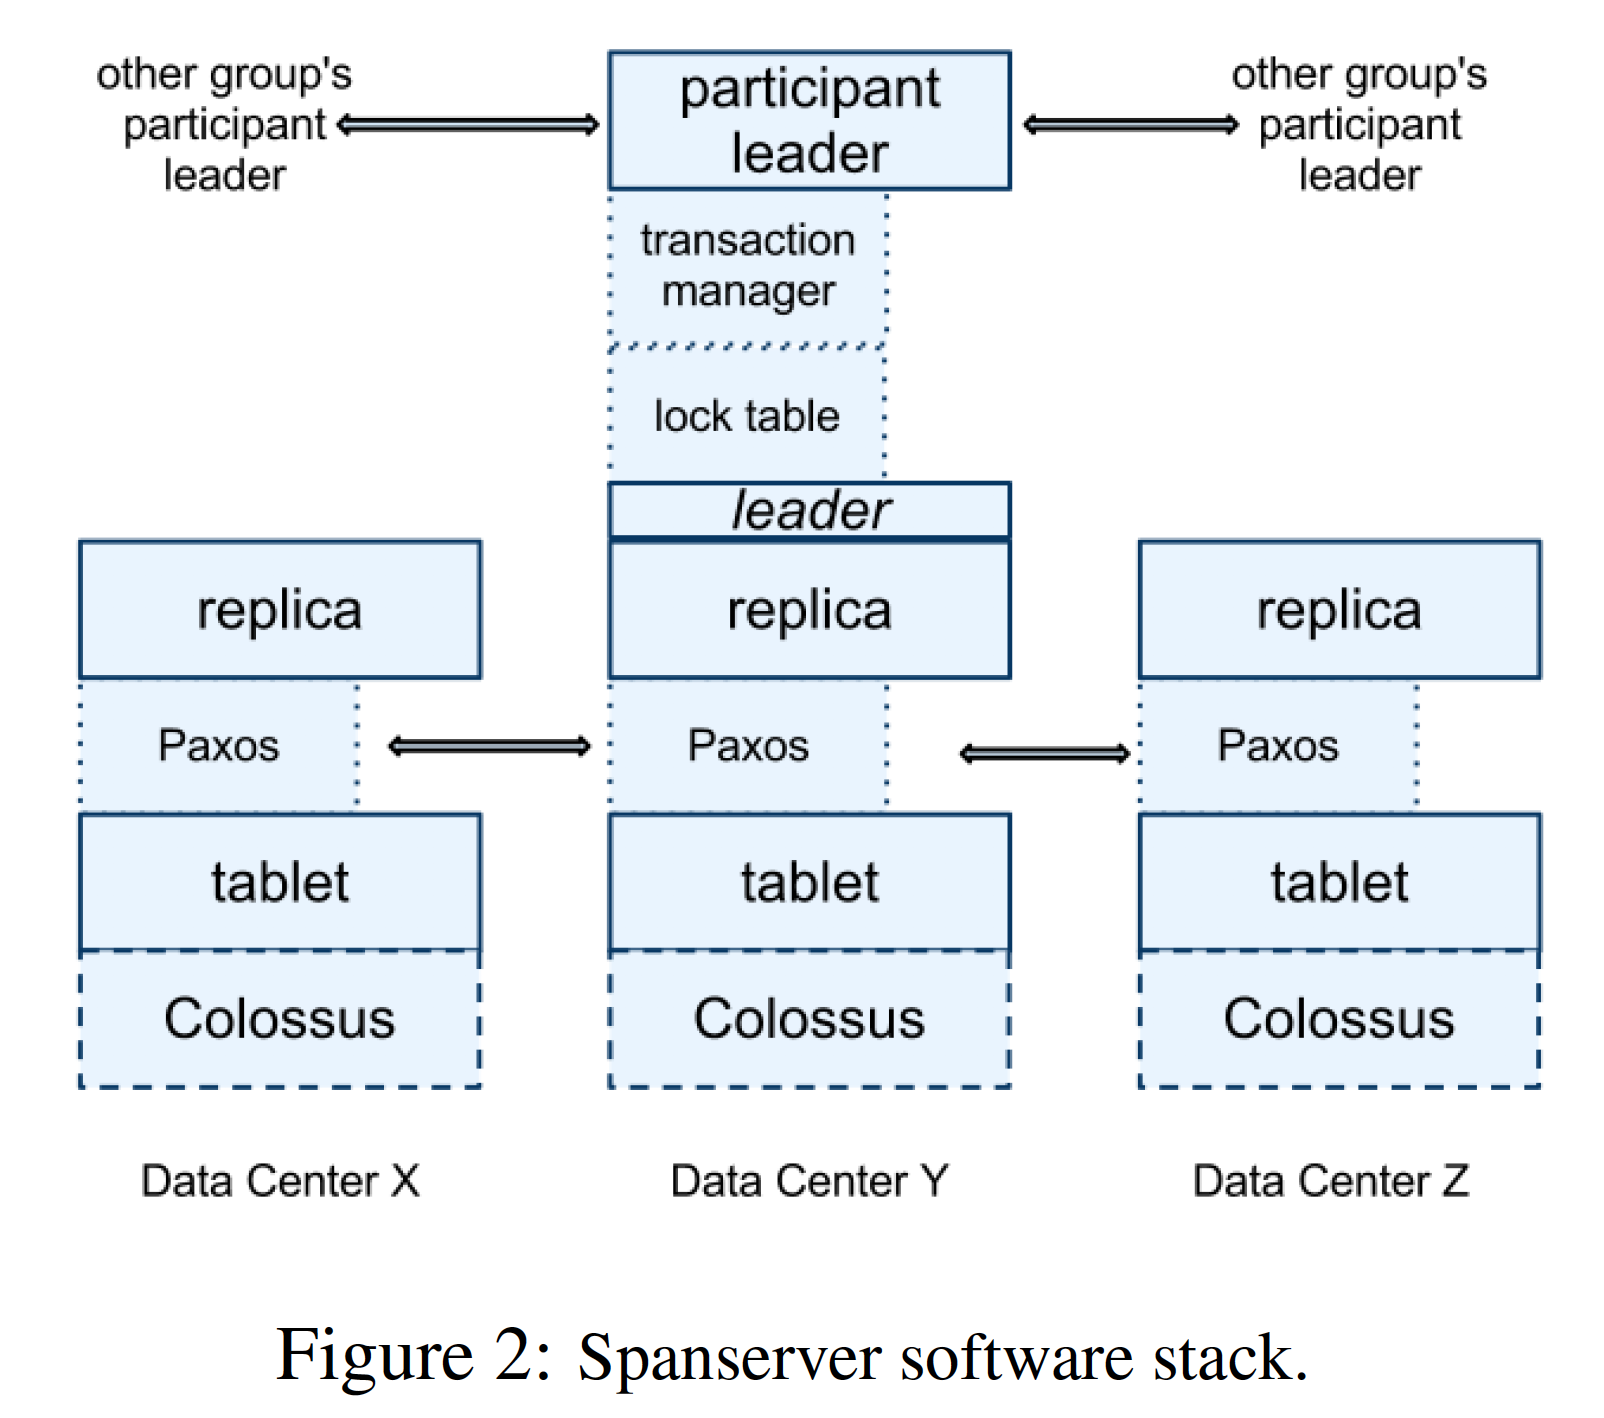 other group's
participant
leader
participant
leader
other group's
participant
leader
transaction
manager
lock table
leader
replica
replica
replica
Paxos
Paxos
Paxos
tablet
tablet
tablet
Colossus
Colossus
Colossus
Data Center X
Data Center Y
Data Center Z
Figure 2: Spanserver software stack.